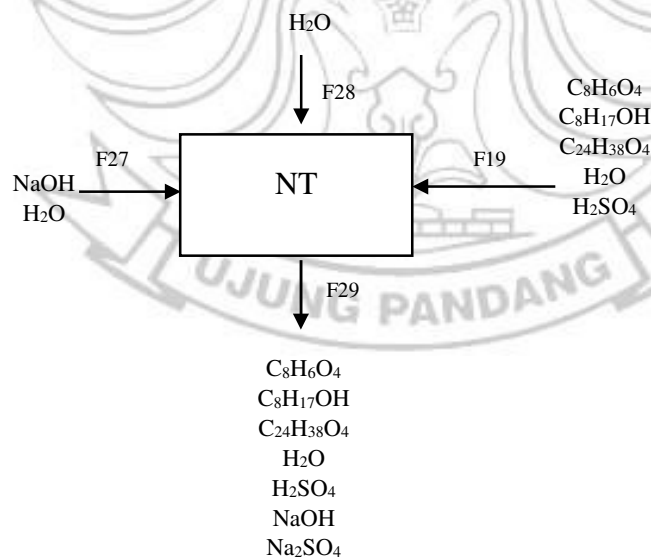 H₂O
F28
C₈H₆O₄
C₈H₁₇OH
C₂₄H₃₈O₄
H₂O
H₂SO₄
F27
NaOH
H₂O
NT
F19
F29
UJUNG PANDANG
C₈H₆O₄
C₈H₁₇OH
C₂₄H₃₈O₄
H₂O
H₂SO₄
NaOH
Na₂SO₄